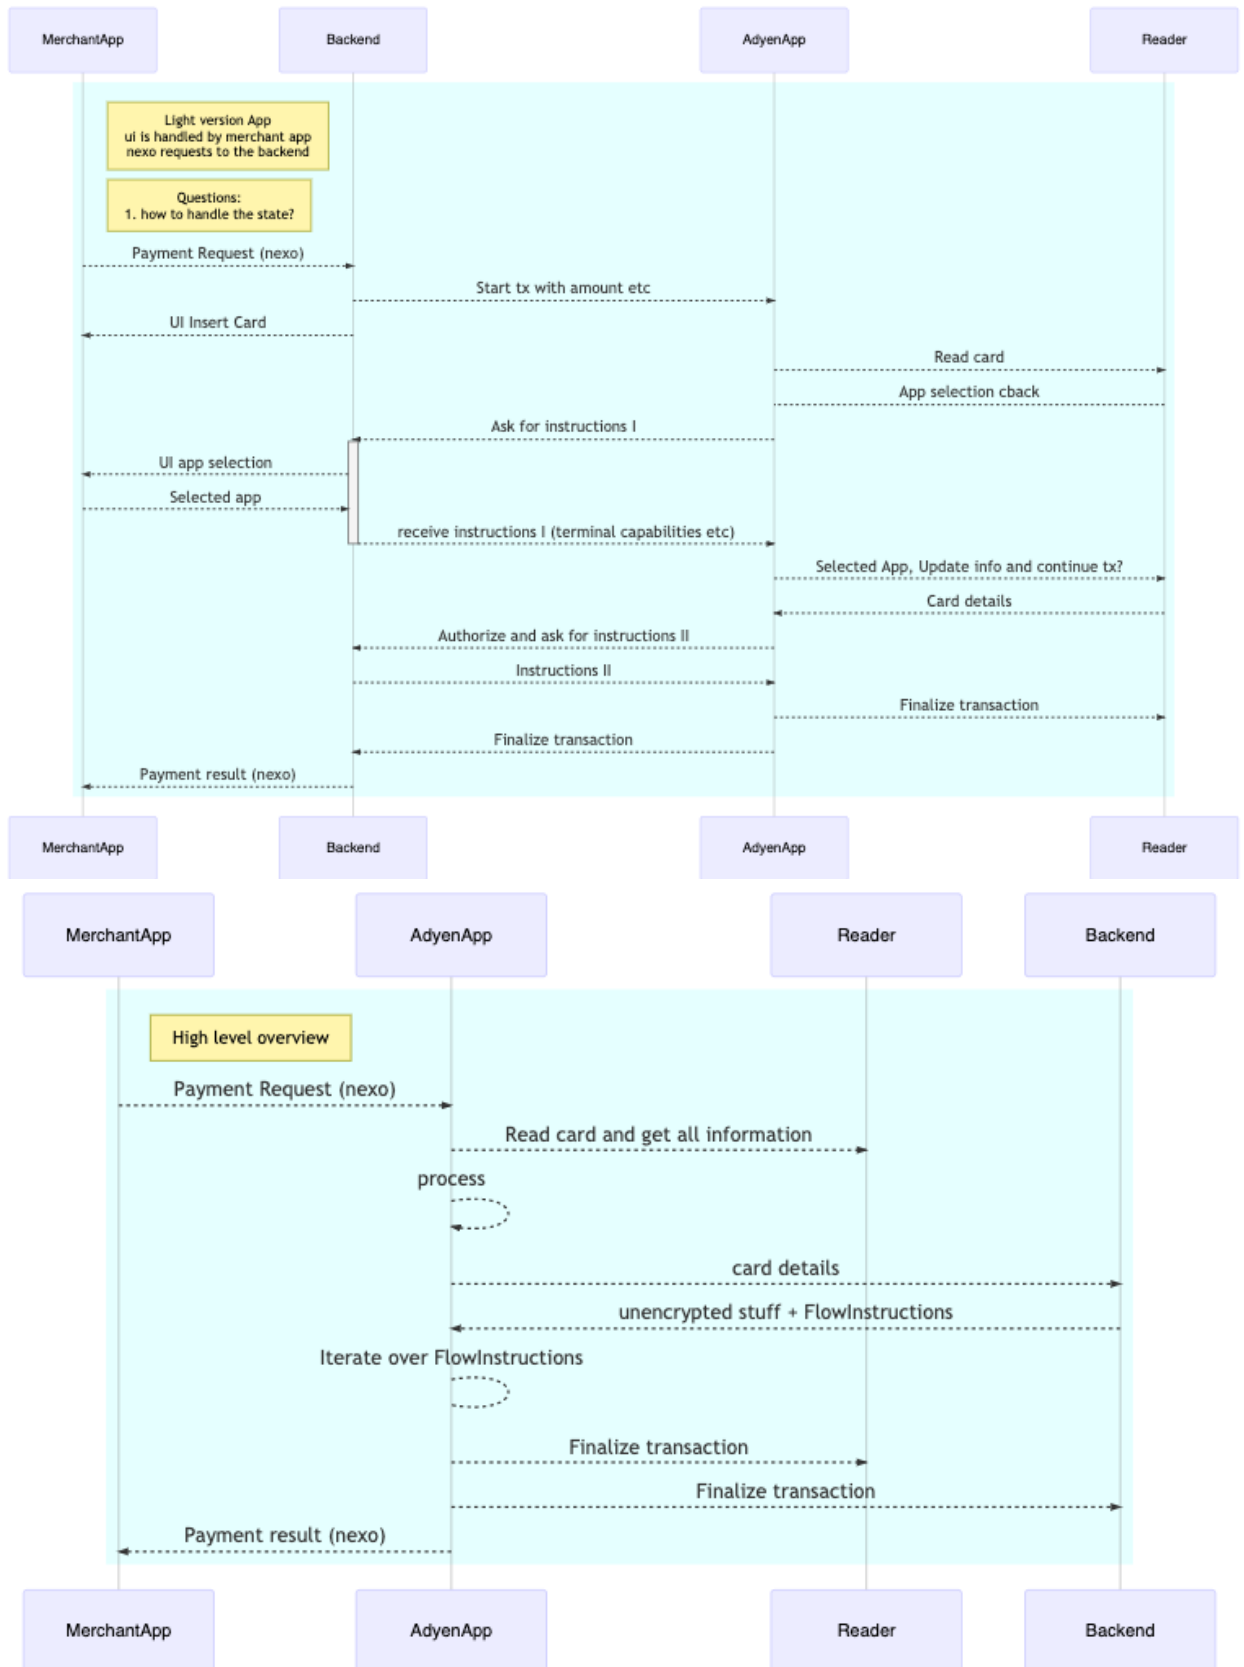 MerchantApp
Backend
AdyenApp
Reader
Light version App
ui is handled by merchant app
nexo requests to the backend
Questions:
1. how to handle the state?
Payment Request (nexo)
Start tx with amount etc
UI Insert Card
Read card
App selection cback
Ask for instructions I
UI app selection
Selected app
receive instructions I (terminal capabilities etc)
Selected App, Update info and continue tx?
Card details
Authorize and ask for instructions II
Instructions II
Finalize transaction
Finalize transaction
Payment result (nexo)
MerchantApp
Backend
AdyenApp
Reader
MerchantApp
AdyenApp
Reader
Backend
High level overview
Payment Request (nexo)
Read card and get all information
process
card details
unencrypted stuff + FlowInstructions
Iterate over FlowInstructions
Finalize transaction
Finalize transaction
Payment result (nexo)
MerchantApp
AdyenApp
Reader
Backend